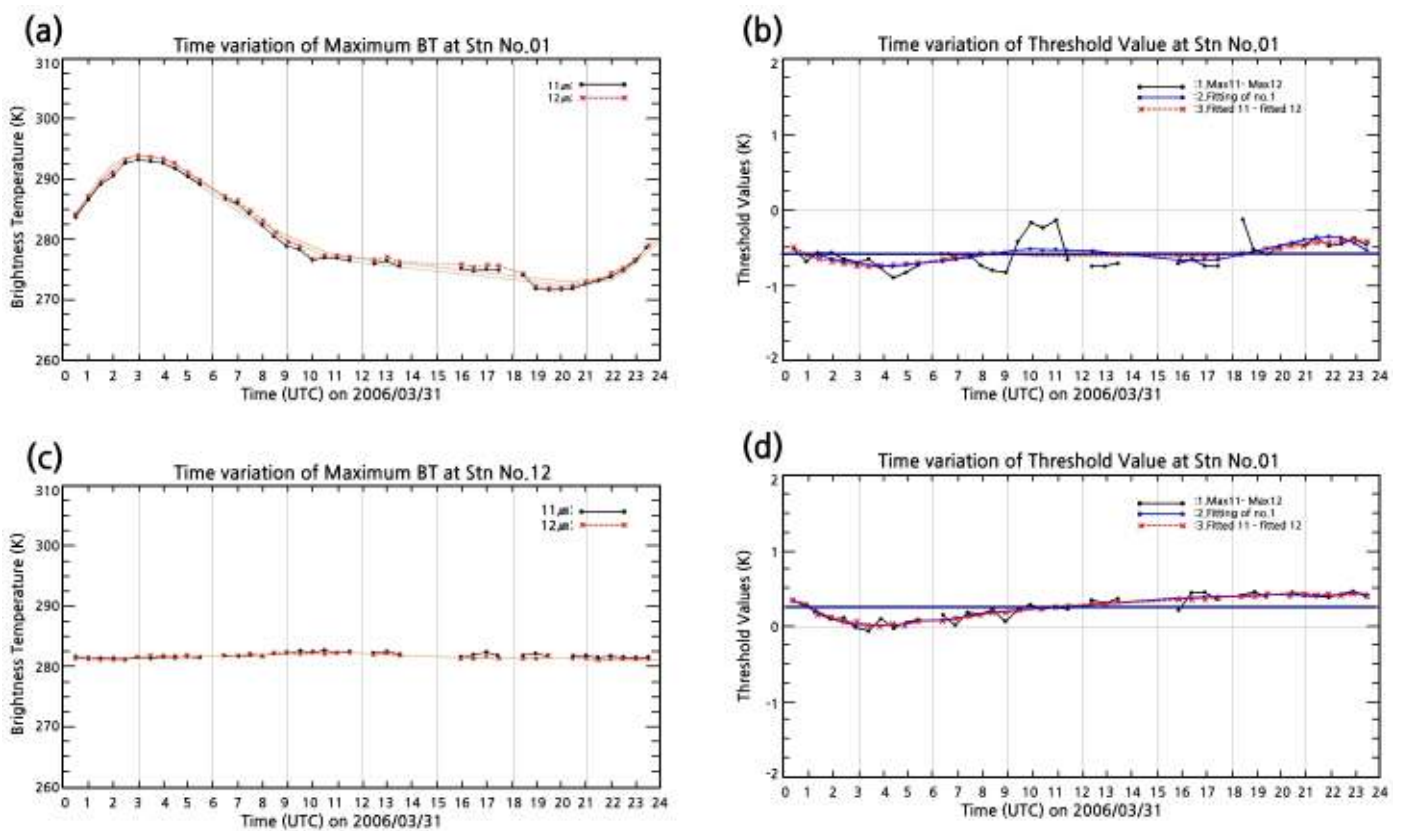 (a)
Time variation of Maximum BT at Stn No.01
11㎛:
12㎛:
310
300
290
280
270
260
Brightness Temperature (K)
0 1 2 3 4 5 6 7 8 9 10 11 12 13 14 15 16 17 18 19 20 21 22 23 24
Time (UTC) on 2006/03/31
(b)
Time variation of Threshold Value at Stn No.01
:1.Max11- Max12
:2.Fitting of no.1
:3.Fitted 11 - fitted 12
2
1
0
-1
-2
Threshold Values (K)
0 1 2 3 4 5 6 7 8 9 10 11 12 13 14 15 16 17 18 19 20 21 22 23 24
Time (UTC) on 2006/03/31
(c)
Time variation of Maximum BT at Stn No.12
11㎛:
12㎛:
310
300
290
280
270
260
Brightness Temperature (K)
0 1 2 3 4 5 6 7 8 9 10 11 12 13 14 15 16 17 18 19 20 21 22 23 24
Time (UTC) on 2006/03/31
(d)
Time variation of Threshold Value at Stn No.01
:1.Max11- Max12
:2.Fitting of no.1
:3.Fitted 11 - fitted 12
2
1
0
-1
-2
Threshold Values (K)
0 1 2 3 4 5 6 7 8 9 10 11 12 13 14 15 16 17 18 19 20 21 22 23 24
Time (UTC) on 2006/03/31